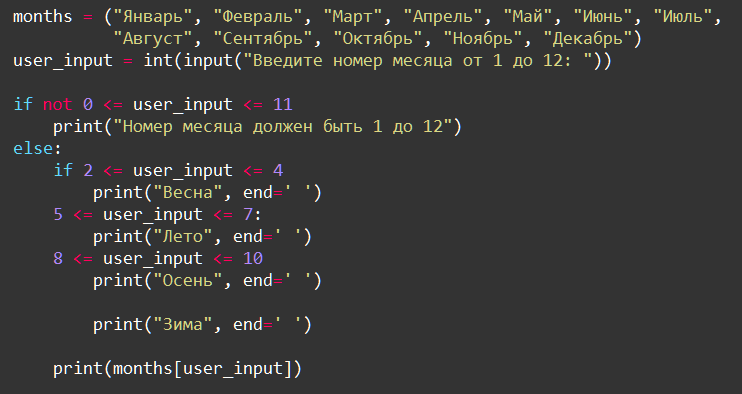 months = ("Январь", "Февраль", "Март", "Апрель", "Май", "Июнь", "Июль",
"Август", "Сентябрь", "Октябрь", "Ноябрь", "Декабрь")
user_input = int(input("Введите номер месяца от 1 до 12: "))
if not 0 <= user_input <= 11
print("Номер месяца должен быть 1 до 12")
else:
if 2 <= user_input <= 4
print("Весна", end=' ')
5 <= user_input <= 7:
print("Лето", end=' ')
8 <= user_input <= 10
print("Осень", end=' ')
print("Зима", end=' ')
print(months[user_input])